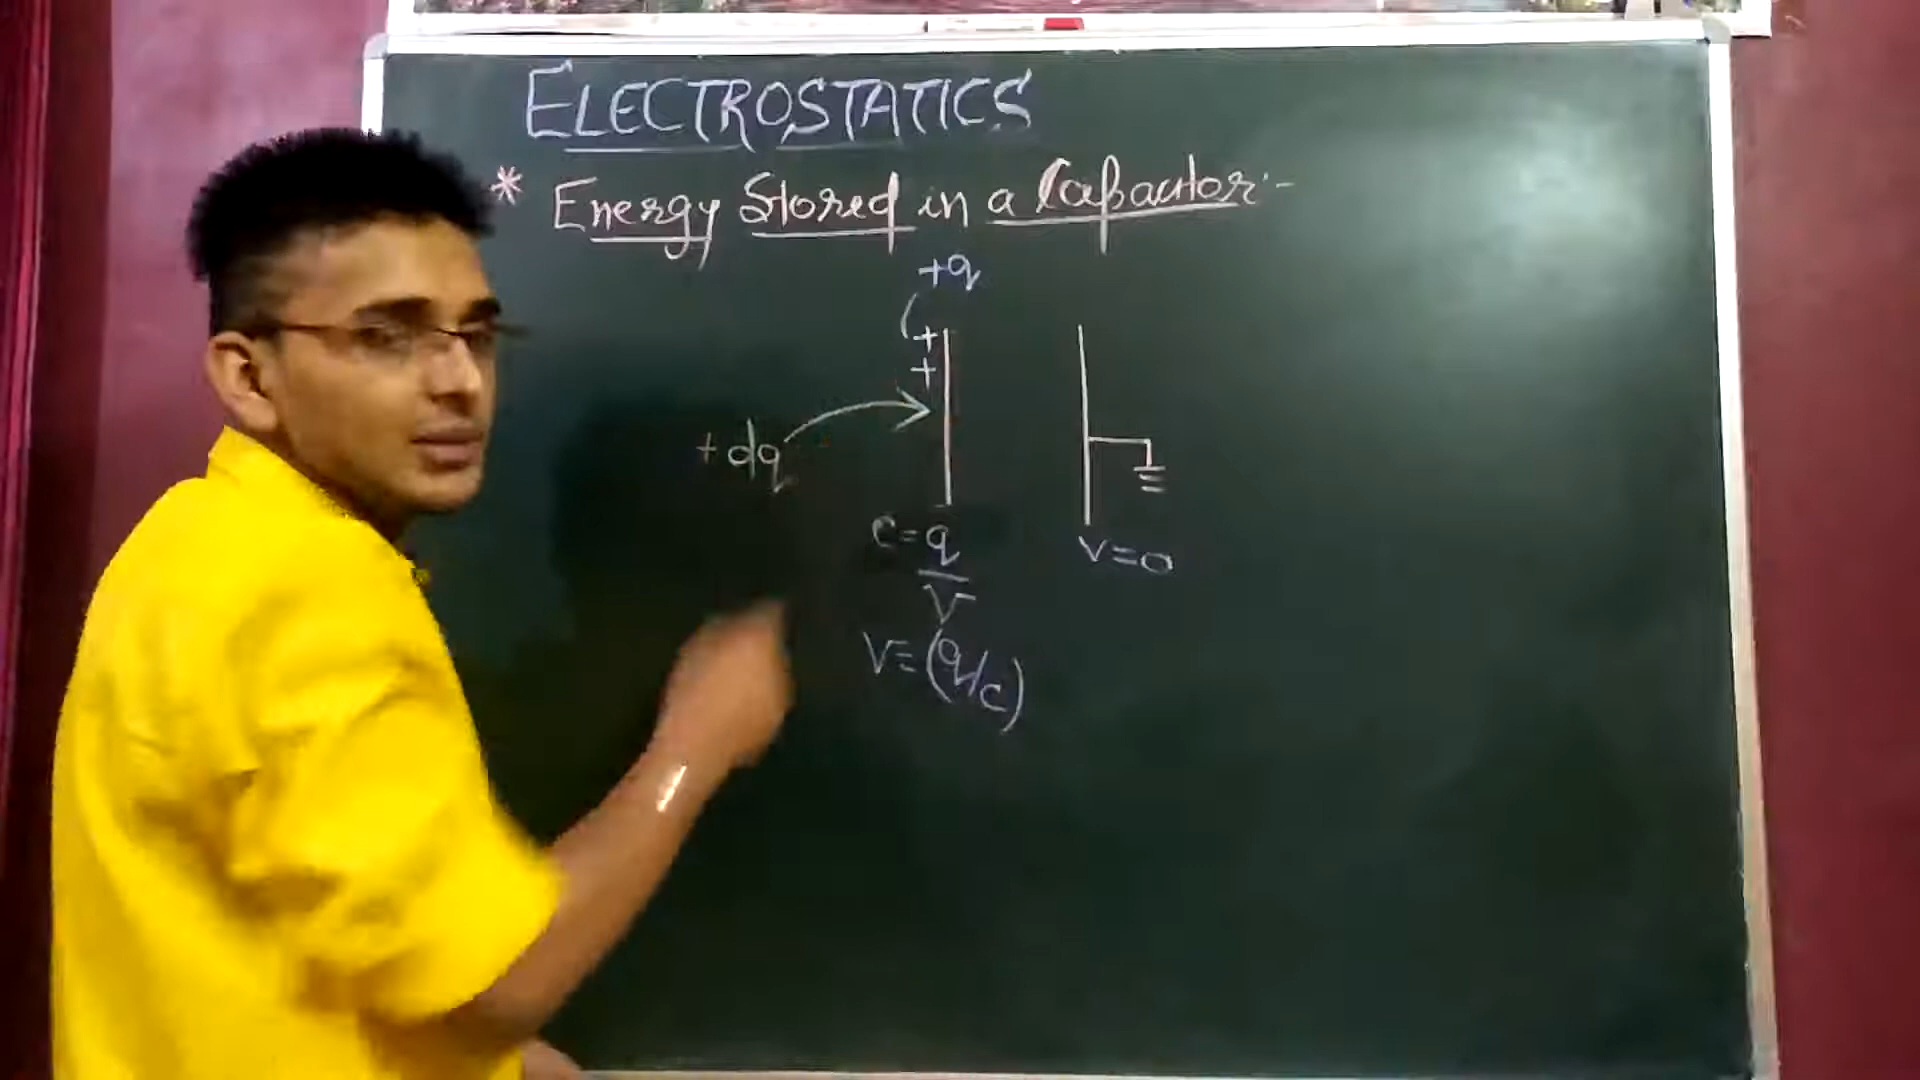 ELECTROSTATICS
* Energy Stored in a Capacitor:-
+q
+
+
+dq
C = q/V
V=0
V = (q/c)